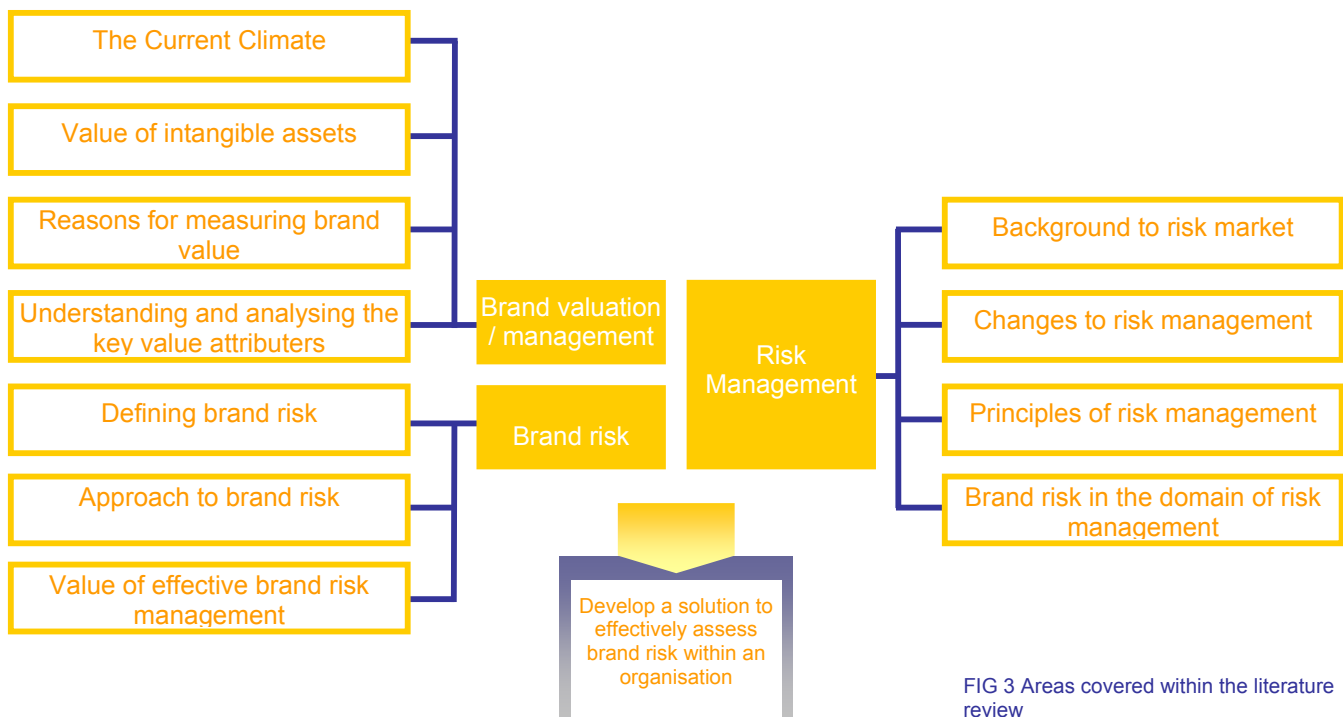 The Current Climate
Value of intangible assets
Reasons for measuring brand
value
Understanding and analysing the
key value attributers
Defining brand risk
Approach to brand risk
Value of effective brand risk
management
Brand valuation
/ management
Brand risk
Risk
Management
Background to risk market
Changes to risk management
Principles of risk management
Brand risk in the domain of risk
management
Develop a solution to
effectively assess
brand risk within an
organisation
FIG 3 Areas covered within the literature
review